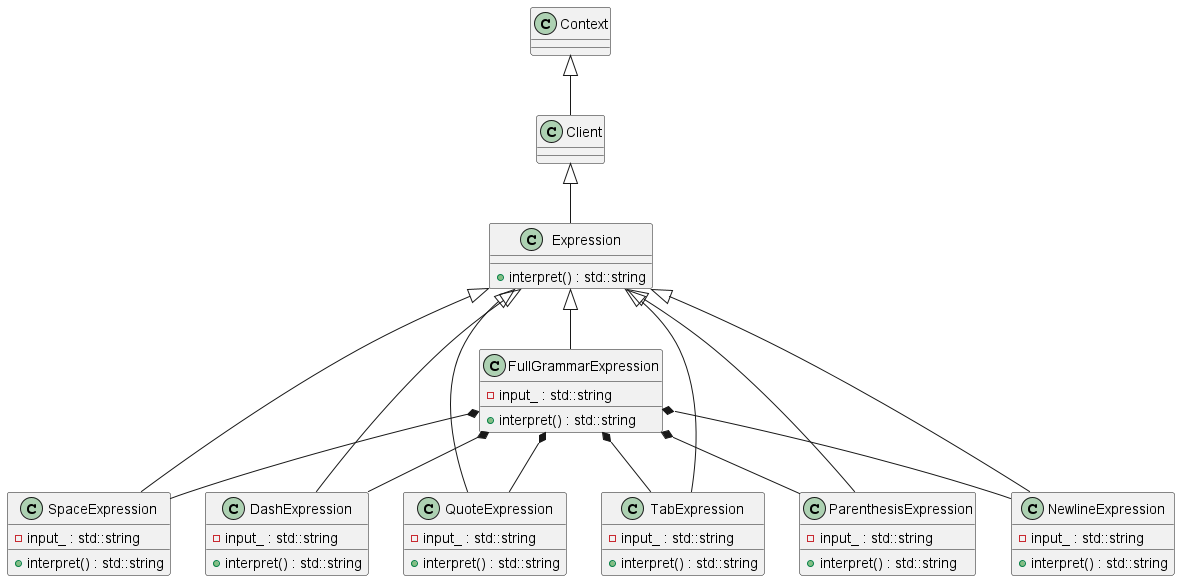 C Context
C Client
C Expression
interpret() : std::string
C FullGrammarExpression
input_ : std::string
interpret() : std::string
C SpaceExpression
input_ : std::string
interpret() : std::string
C DashExpression
input_ : std::string
interpret() : std::string
C QuoteExpression
input_ : std::string
interpret() : std::string
C TabExpression
input_ : std::string
interpret() : std::string
C ParenthesisExpression
input_ : std::string
interpret() : std::string
C NewlineExpression
input_ : std::string
interpret() : std::string